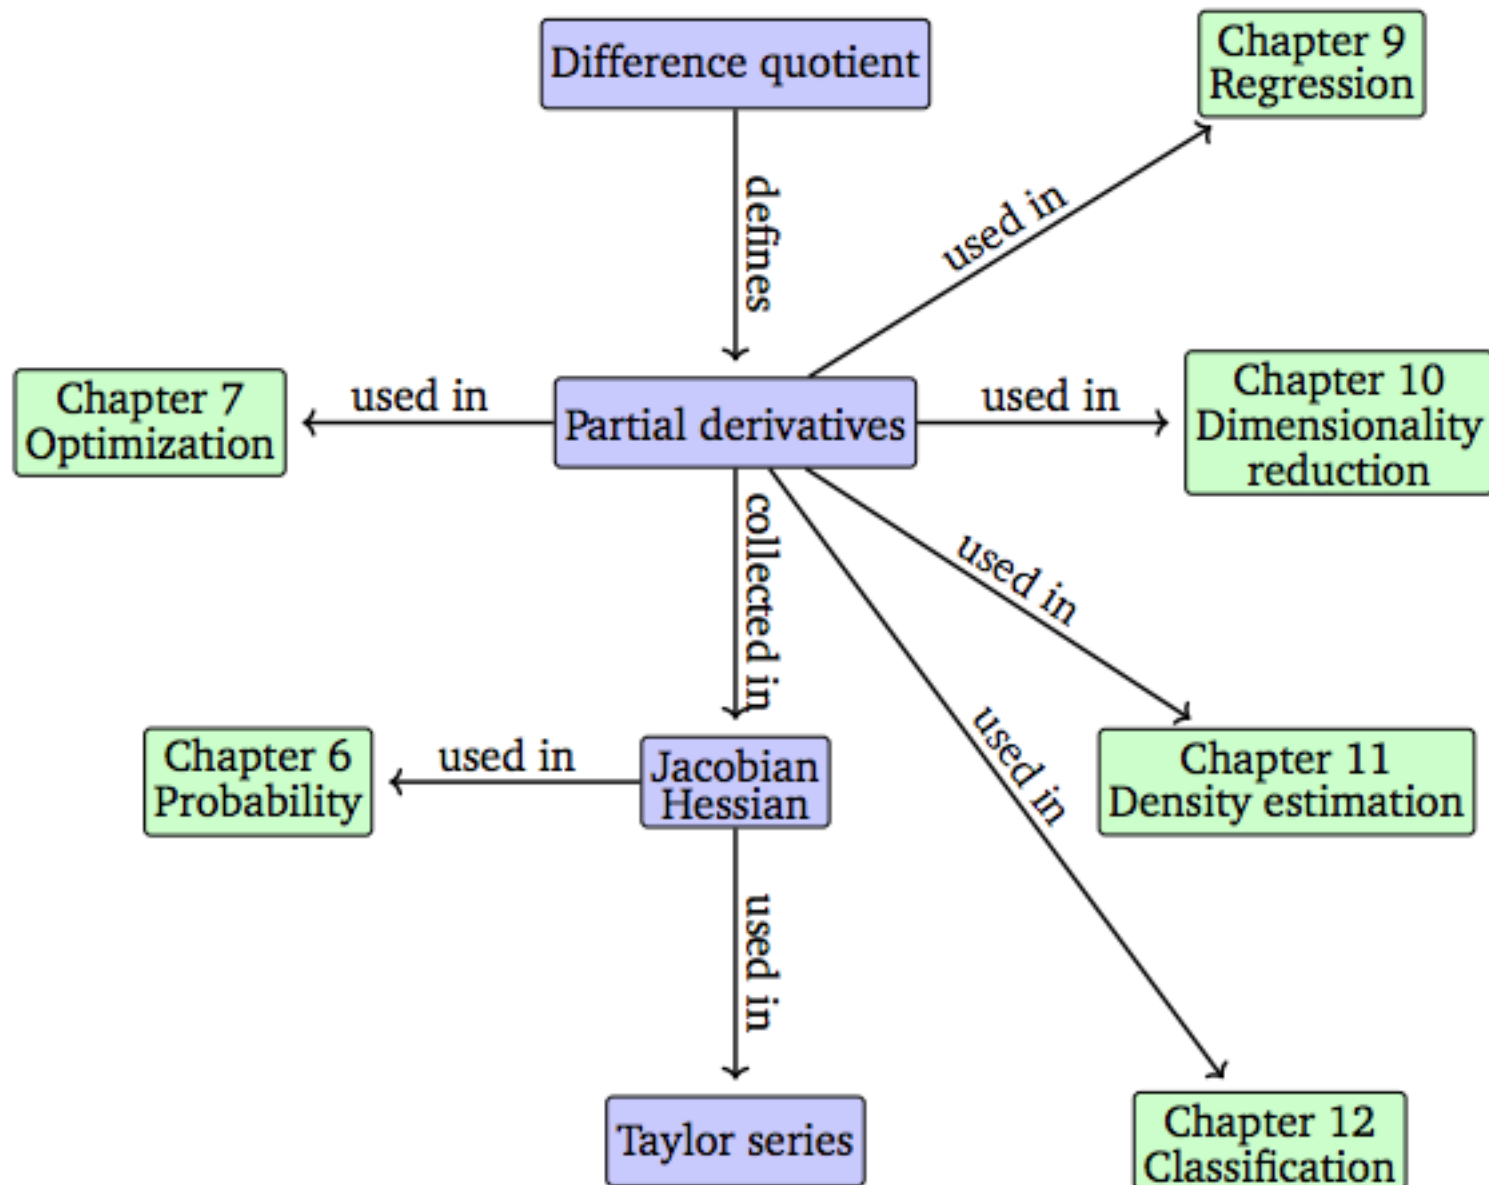 Difference quotient
Chapter 9
Regression
defines
used in
Chapter 7
Optimization
used in
Partial derivatives
used in
Chapter 10
Dimensionality
reduction
collected in
used in
used in
Chapter 6
Probability
used in
Jacobian
Hessian
Chapter 11
Density estimation
used in
Taylor series
Chapter 12
Classification